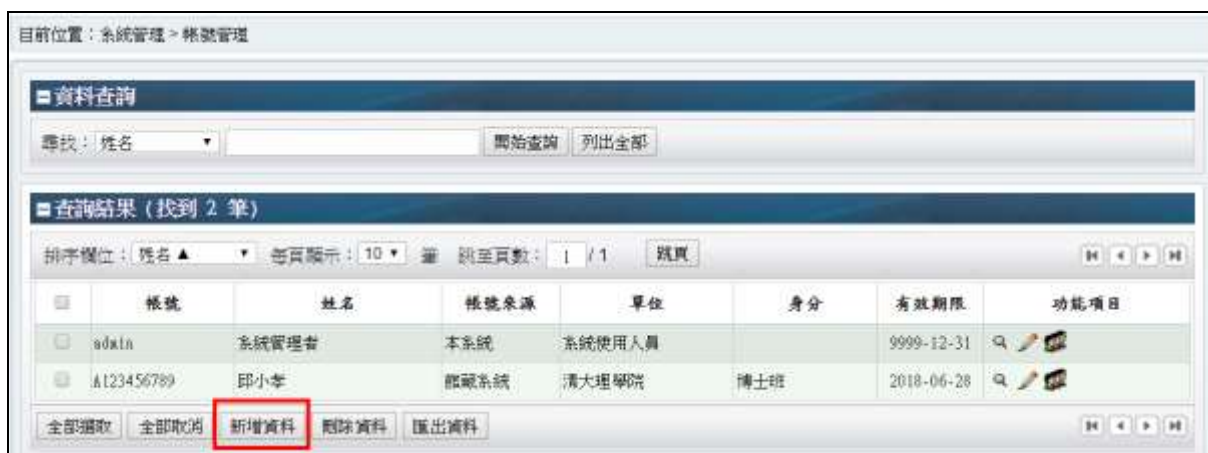 目前位置：系統管理 > 帳號管理
資料查詢
尋找：姓名 開始查詢 列出全部
查詢結果 (找到 2 筆)
排序欄位：姓名▲ 每頁顯示：10 筆 跳至頁數：1 / 1 跳頁
帳號 姓名 帳號來源 單位 身分 有效期限 功能項目
admin 系統管理者 本系統 系統使用人員 9999-12-31
A123456789 邱小孝 館藏系統 清大理學院 博士班 2018-06-28
全部選取 全部取消 新增資料 刪除資料 匯出資料